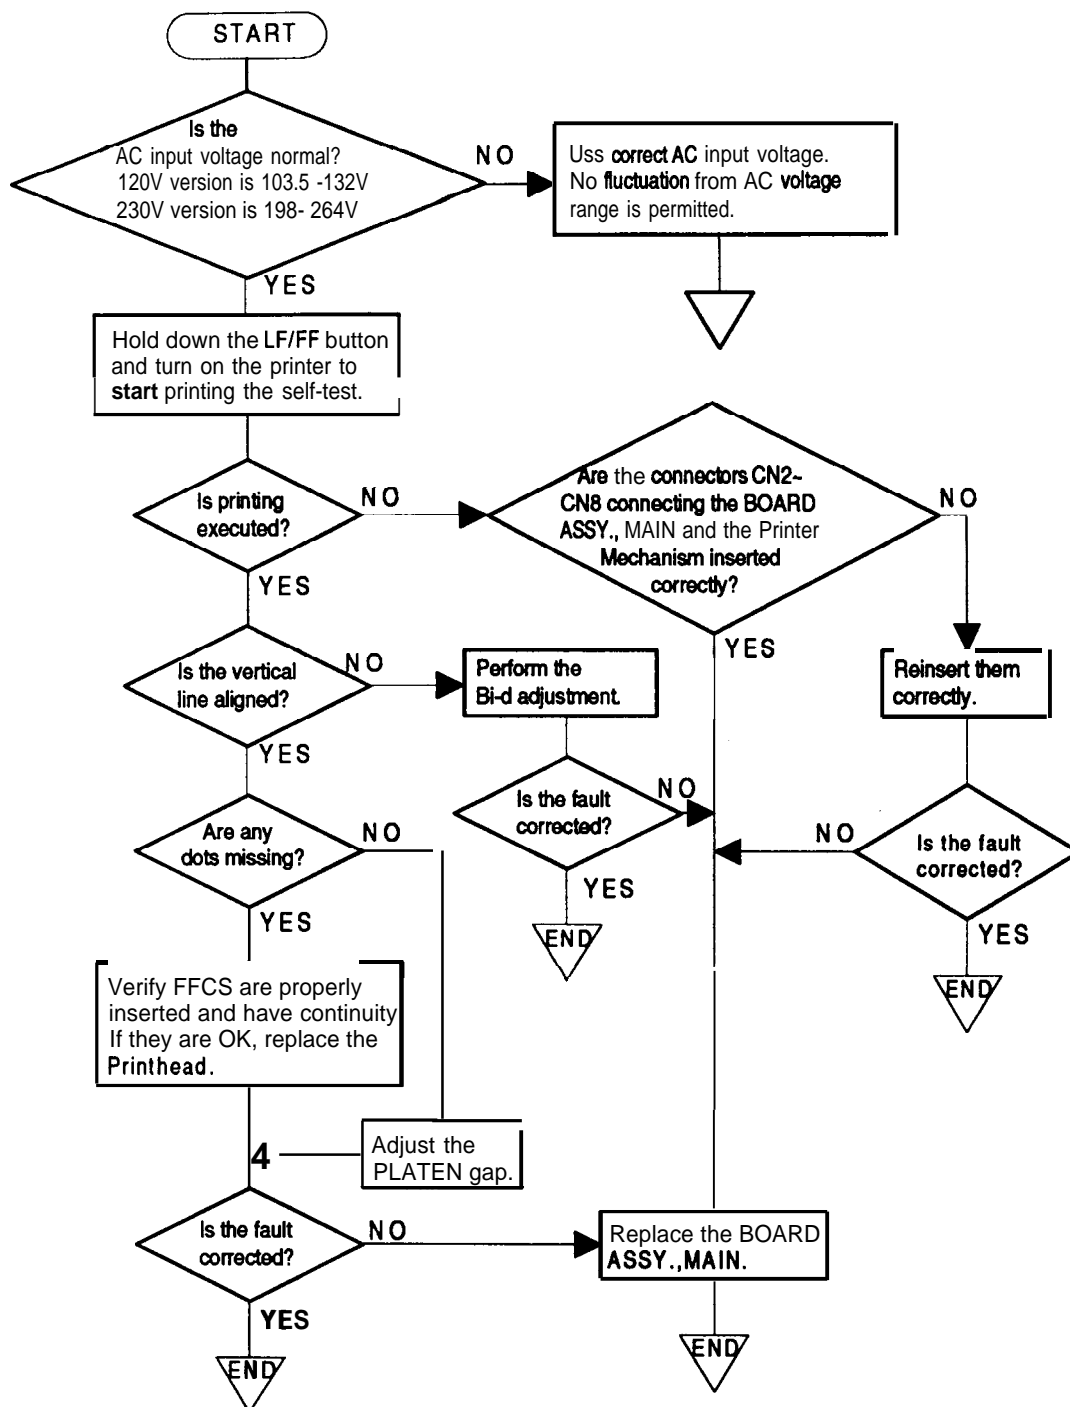 START
Is the
AC input voltage normal?
120V version is 103.5 -132V
230V version is 198- 264V
NO
Uss correct AC input voltage.
No fluctuation from AC voltage
range is permitted.
YES
Hold down the LF/FF button
and turn on the printer to
start printing the self-test.
Is printing
executed?
NO
Are the connectors CN2~
CN8 connecting the BOARD
ASSY., MAIN and the Printer
Mechanism inserted
correctly?
NO
YES
YES
Is the vertical
line aligned?
NO
Perform the
Bi-d adjustment.
Reinsert them
correctly.
YES
Is the fault
corrected?
NO
NO
Is the fault
corrected?
Are any
dots missing?
NO
YES
END
YES
END
YES
Verify FFCS are properly
inserted and have continuity
If they are OK, replace the
Printhead.
4
Adjust the
PLATEN gap.
Is the fault
corrected?
NO
Replace the BOARD
ASSY.,MAIN.
YES
END
END